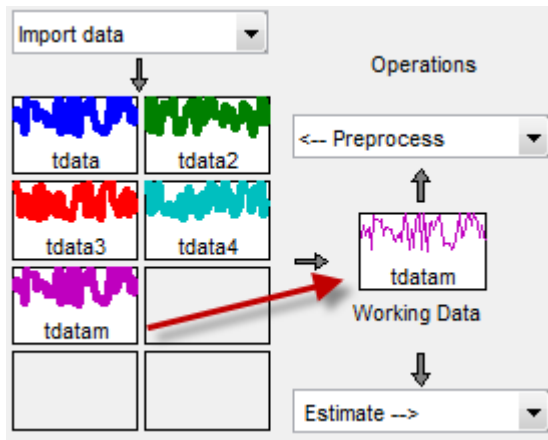 Import data
Operations
tdata
tdata2
<-- Preprocess
tdata3
tdata4
tdatam
tdatam
Working Data
Estimate -->